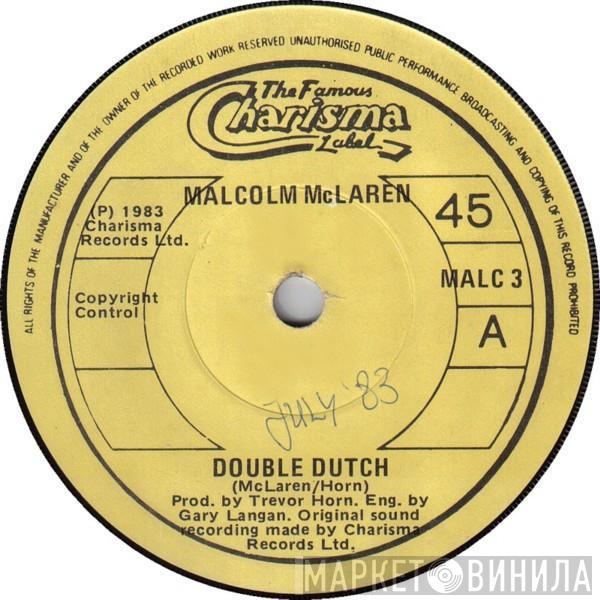 ALL RIGHTS OF THE MANUFACTURER AND OF THE OWNER OF THE RECORDED WORK RESERVED UNAUTHORISED PUBLIC PERFORMANCE BROADCASTING AND COPYING OF THIS RECORD PROHIBITED
The Famous
Charisma
Label
MALCOLM McLAREN
(P) 1983
Charisma
Records Ltd.
45
MALC 3
Copyright
Control
A
JULY '83
DOUBLE DUTCH
(McLaren/Horn)
Prod. by Trevor Horn. Eng. by
Gary Langan. Original sound
recording made by Charisma
Records Ltd.
МАРКЕТ ВИНИЛА